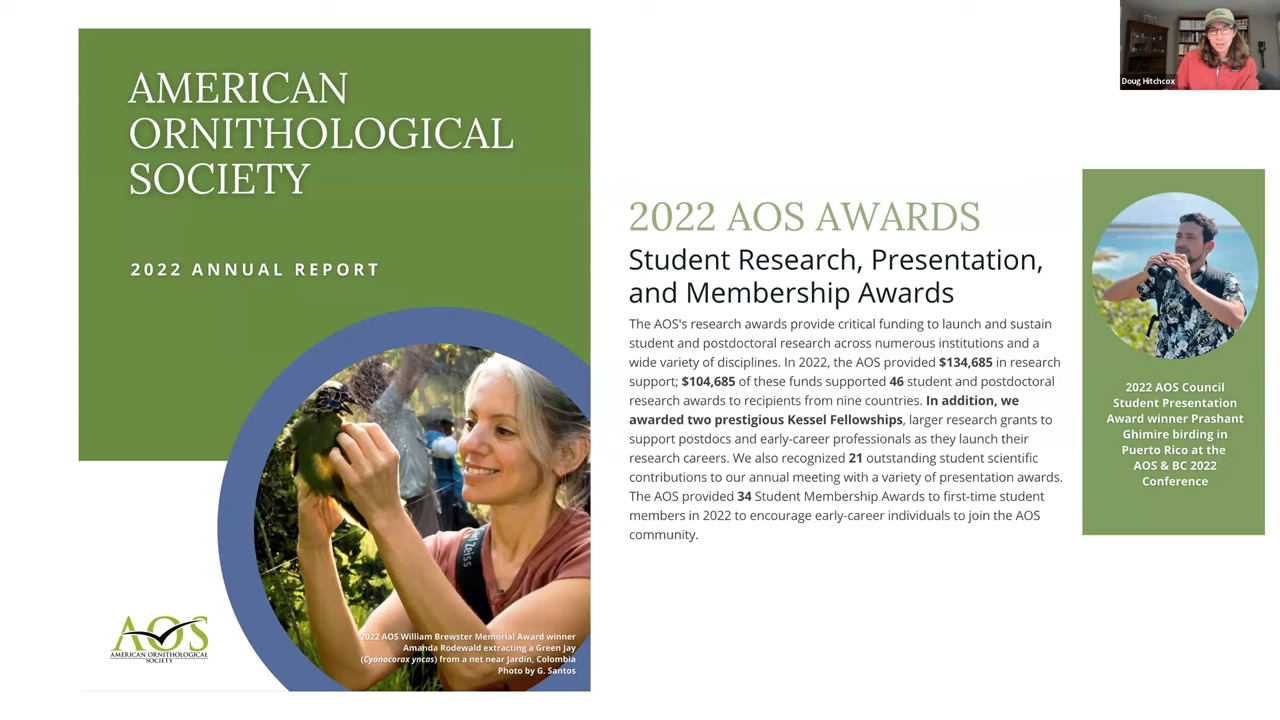 AMERICAN
ORNITHOLOGICAL
SOCIETY
2022 ANNUAL REPORT
l Zeiss
2022 AOS William Brewster Memorial Award winner
Amanda Rodewald extracting a Green Jay
(Cyanocorax yncas) from a net near Jardin, Colombia
Photo by G. Santos
AOS
AMERICAN ORNITHOLOGICAL
SOCIETY
2022 AOS AWARDS
Student Research, Presentation,
and Membership Awards
The AOS's research awards provide critical funding to launch and sustain
student and postdoctoral research across numerous institutions and a
wide variety of disciplines. In 2022, the AOS provided $134,685 in research
support; $104,685 of these funds supported 46 student and postdoctoral
research awards to recipients from nine countries. In addition, we
awarded two prestigious Kessel Fellowships, larger research grants to
support postdocs and early-career professionals as they launch their
research careers. We also recognized 21 outstanding student scientific
contributions to our annual meeting with a variety of presentation awards.
The AOS provided 34 Student Membership Awards to first-time student
members in 2022 to encourage early-career individuals to join the AOS
community.
Doug Hitchcox
2022 AOS Council
Student Presentation
Award winner Prashant
Ghimire birding in
Puerto Rico at the
AOS & BC 2022
Conference